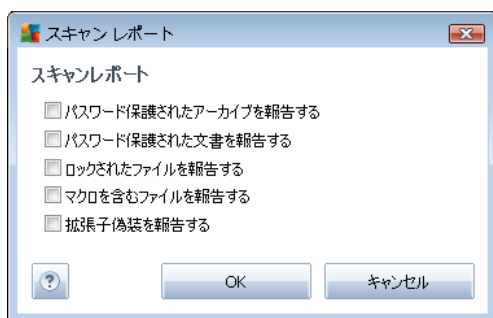 スキャン レポート
スキャンレポート
パスワード保護されたアーカイブを報告する
パスワード保護された文書を報告する
ロックされたファイルを報告する
マクロを含むファイルを報告する
拡張子偽装を報告する
?
OK
キャンセル